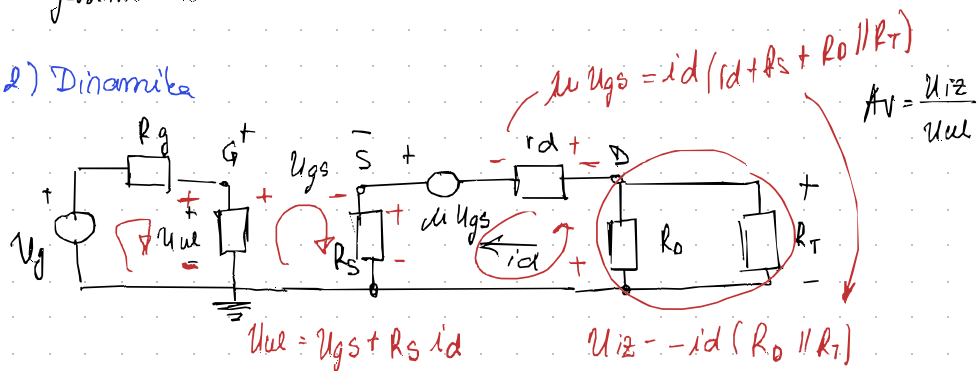 2) Dinamika
μ Ugs = id (rd + Rs + RD // RT)
Av = Uiz / Uul
Rg
G +
Ugs
-
S
+
- rd +
- D
+
Vg
+
Uul
-
+
-
Rs
+
-
μ Ugs
id
+
RD
+
RT
-
Uul = Ugs + Rs id
Uiz - -id ( RD // RT )